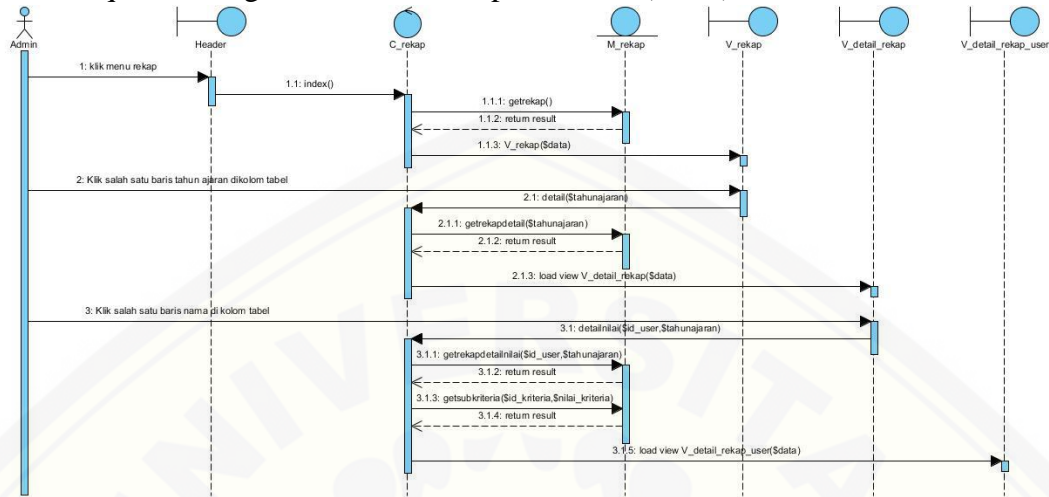 Admin
Header
C_rekap
M_rekap
V_rekap
V_detail_rekap
V_detail_rekap_user
1: klik menu rekap
1.1: index()
1.1.1: getrekap()
1.1.2: return result
1.1.3: V_rekap($data)
2: Klik salah satu baris tahun ajaran dikolom tabel
2.1: detail($tahunajaran)
2.1.1: getrekapdetail($tahunajaran)
2.1.2: return result
2.1.3: load view V_detail_rekap($data)
3: Klik salah satu baris nama di kolom tabel
3.1: detailnilai($id_user,$tahunajaran)
3.1.1: getrekapdetailnilai($id_user,$tahunajaran)
3.1.2: return result
3.1.3: getsubkriteria($id_kriteria,$nilai_kriteria)
3.1.4: return result
3.1.5: load view V_detail_rekap_user($data)
UNIVERSITA